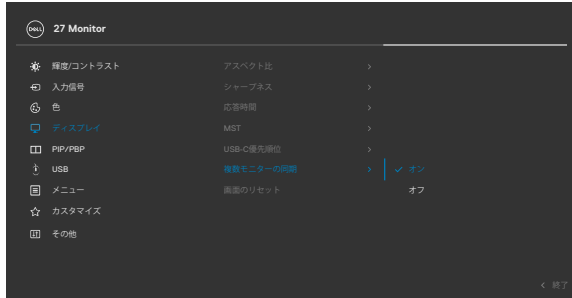 DELL 27 Monitor
輝度/コントラスト アスペクト比
入力信号 シャープネス
色 応答時間
ディスプレイ MST
PIP/PBP USB-C優先順位
USB 複数モニターの同期 オン
メニュー 画面のリセット オフ
カスタマイズ
その他
終了